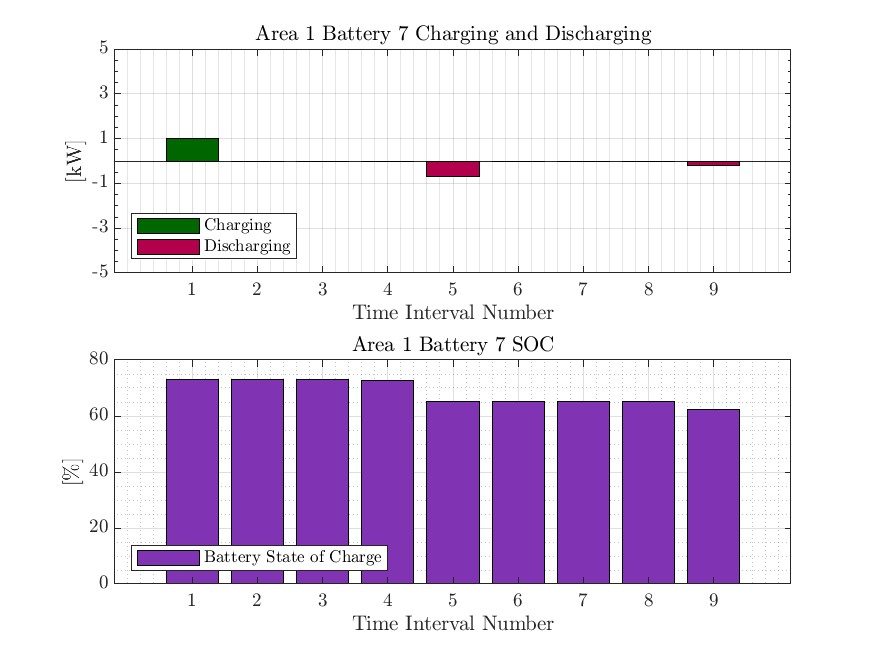 Area 1 Battery 7 Charging and Discharging
5
3
1
-1
-3
-5
[kW]
Charging
Discharging
1 2 3 4 5 6 7 8 9
Time Interval Number
Area 1 Battery 7 SOC
80
60
40
20
0
[%]
Battery State of Charge
1 2 3 4 5 6 7 8 9
Time Interval Number